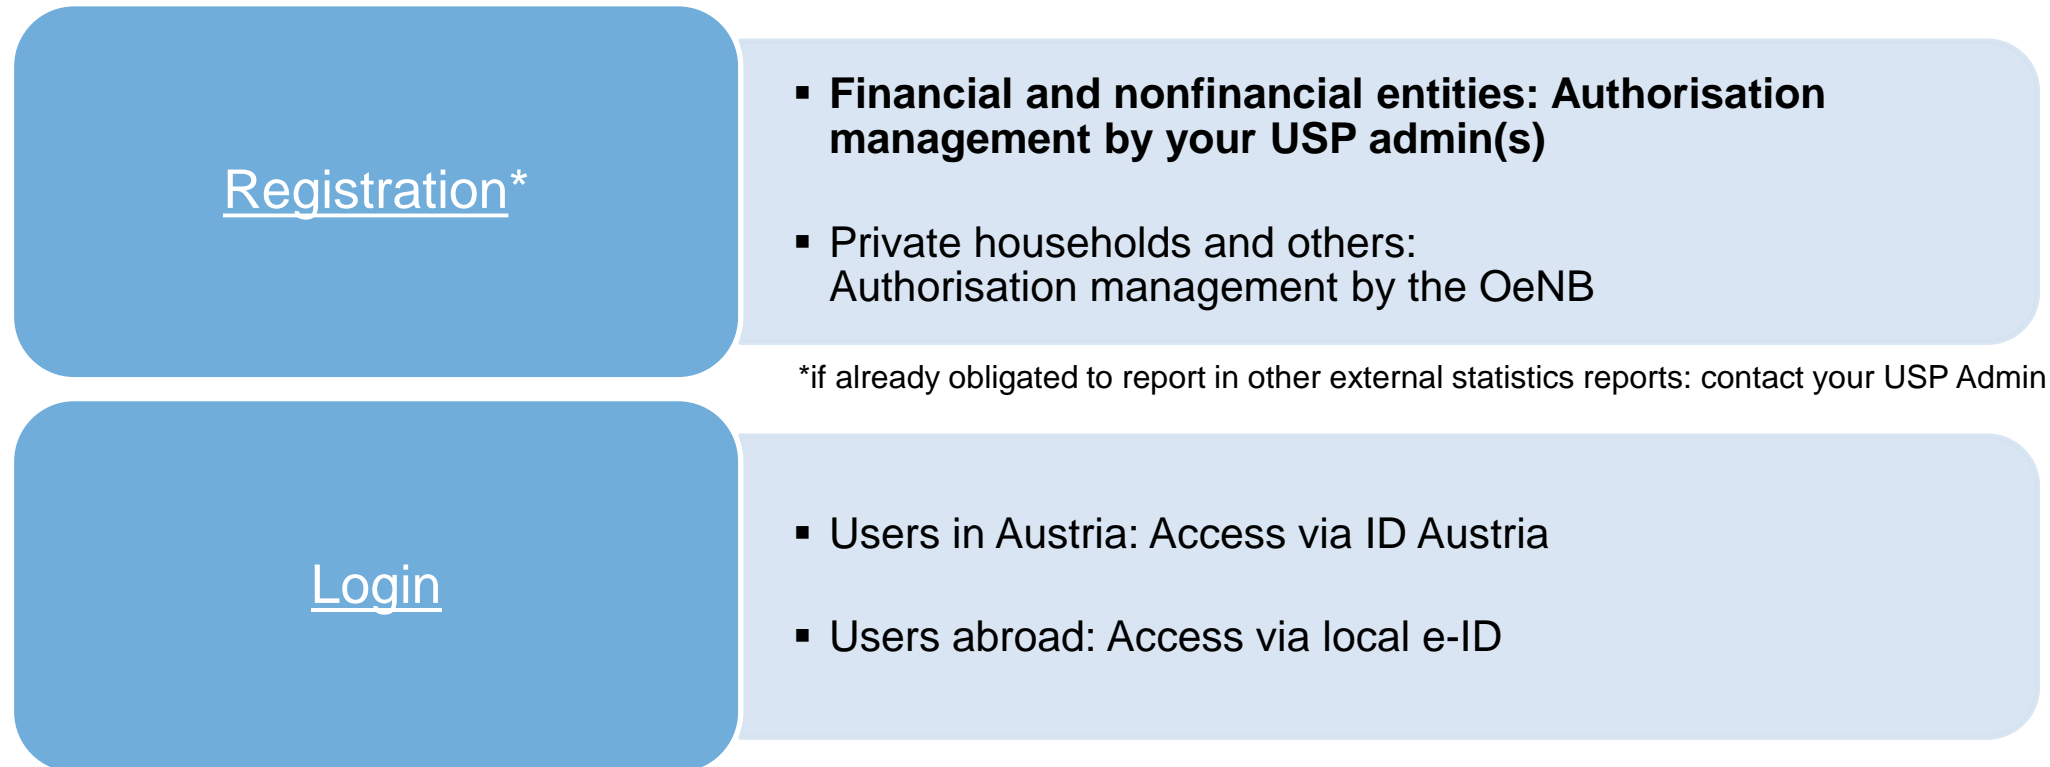 Registration*
▪ Financial and nonfinancial entities: Authorisation
management by your USP admin(s)
▪ Private households and others:
Authorisation management by the OeNB
*if already obligated to report in other external statistics reports: contact your USP Admin
Login
▪ Users in Austria: Access via ID Austria
▪ Users abroad: Access via local e-ID